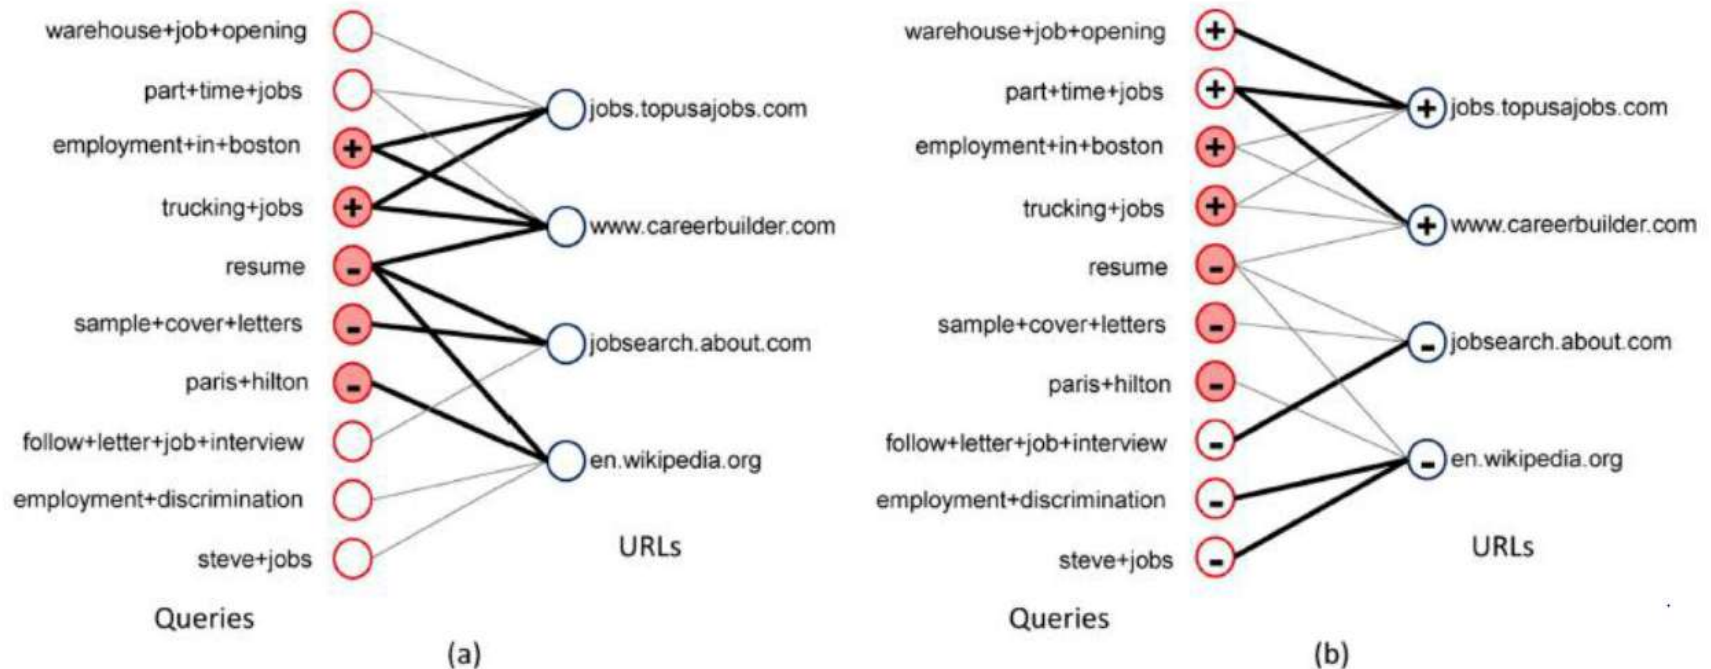 warehouse+job+opening
part+time+jobs
employment+in+boston
+
trucking+jobs
+
resume
-
sample+cover+letters
-
paris+hilton
-
follow+letter+job+interview
employment+discrimination
steve+jobs
jobs.topusajobs.com
www.careerbuilder.com
jobsearch.about.com
en.wikipedia.org
URLs
Queries
(a)
warehouse+job+opening
+
part+time+jobs
+
employment+in+boston
+
trucking+jobs
+
resume
-
sample+cover+letters
-
paris+hilton
-
follow+letter+job+interview
-
employment+discrimination
-
steve+jobs
-
+
jobs.topusajobs.com
+
www.careerbuilder.com
-
jobsearch.about.com
-
en.wikipedia.org
URLs
Queries
(b)